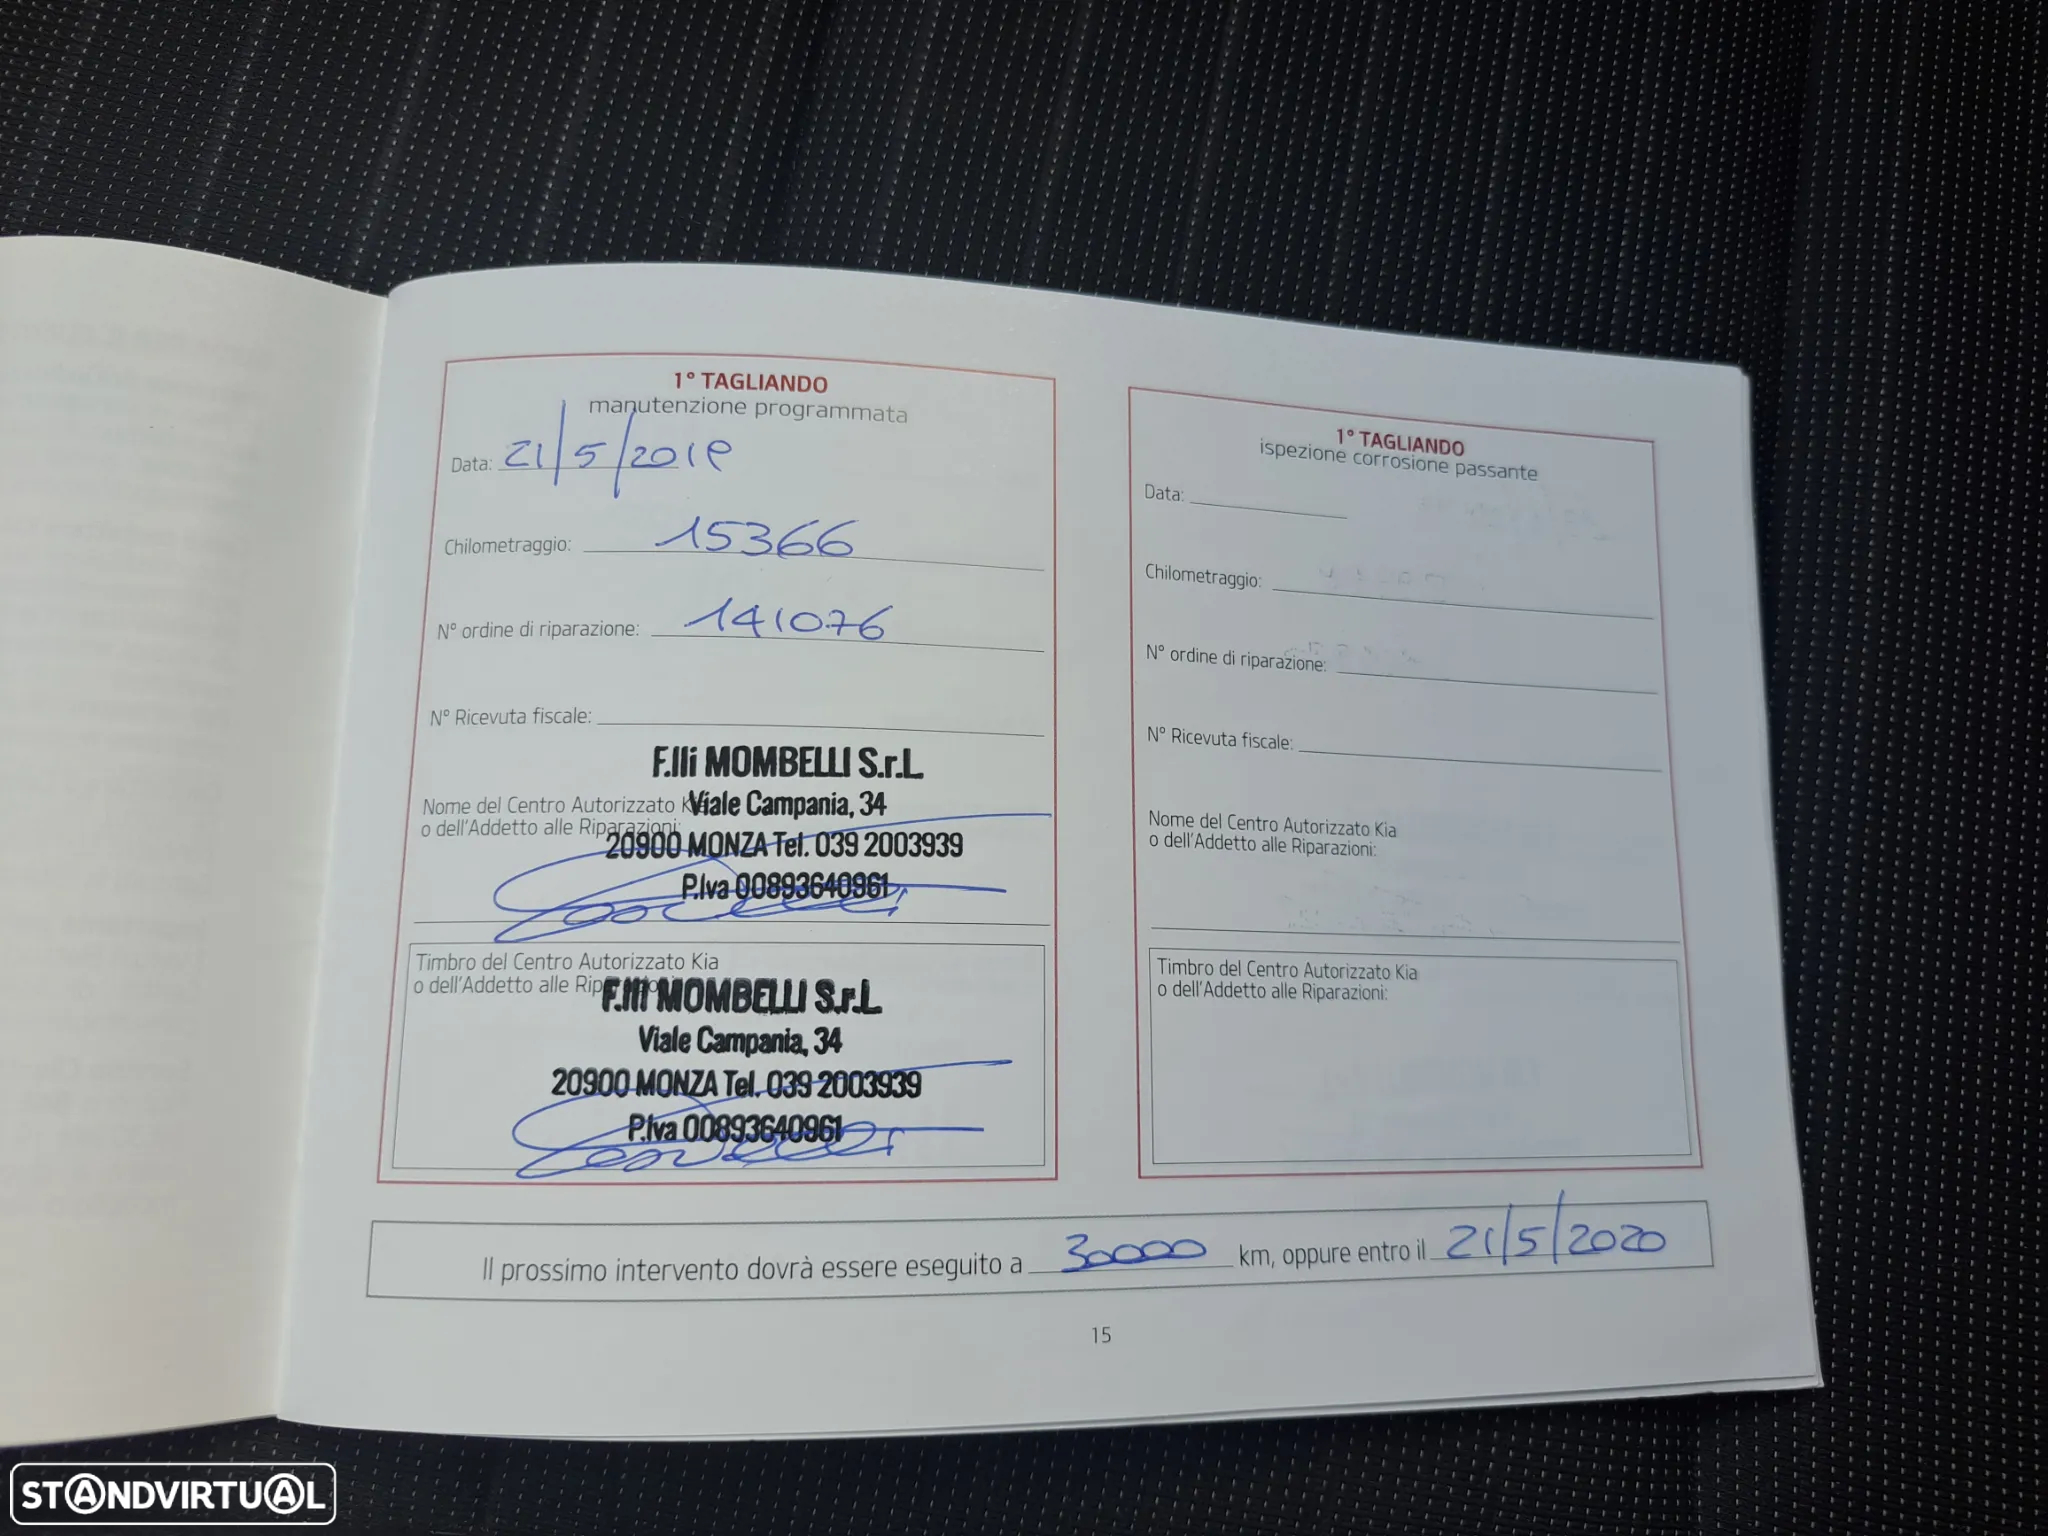 1° TAGLIANDO
manutenzione programmata
Data: 21/5/2019
Chilometraggio: 15366
N° ordine di riparazione: 141076
N° Ricevuta fiscale:
F.lli MOMBELLI S.r.L
Nome del Centro Autorizzato
Viale Campania, 34
o dell'Addetto alle Riparazioni:
20900 MONZA Tel. 039 2003939
P.Iva 00893640961
Timbro del Centro Autorizzato Kia
o dell'Addetto alle
F.lli MOMBELLI S.r.L
Viale Campania, 34
20900 MONZA Tel. 039 2003939
P.Iva 00893640961
1° TAGLIANDO
ispezione corrosione passante
Data:
Chilometraggio:
N° ordine di riparazione:
N° Ricevuta fiscale:
Nome del Centro Autorizzato Kia
o dell'Addetto alle Riparazioni:
Timbro del Centro Autorizzato Kia
o dell'Addetto alle Riparazioni:
Il prossimo intervento dovrà essere eseguito a 30000 km, oppure entro il 21/5/2020
15
STANDVIRTUAL